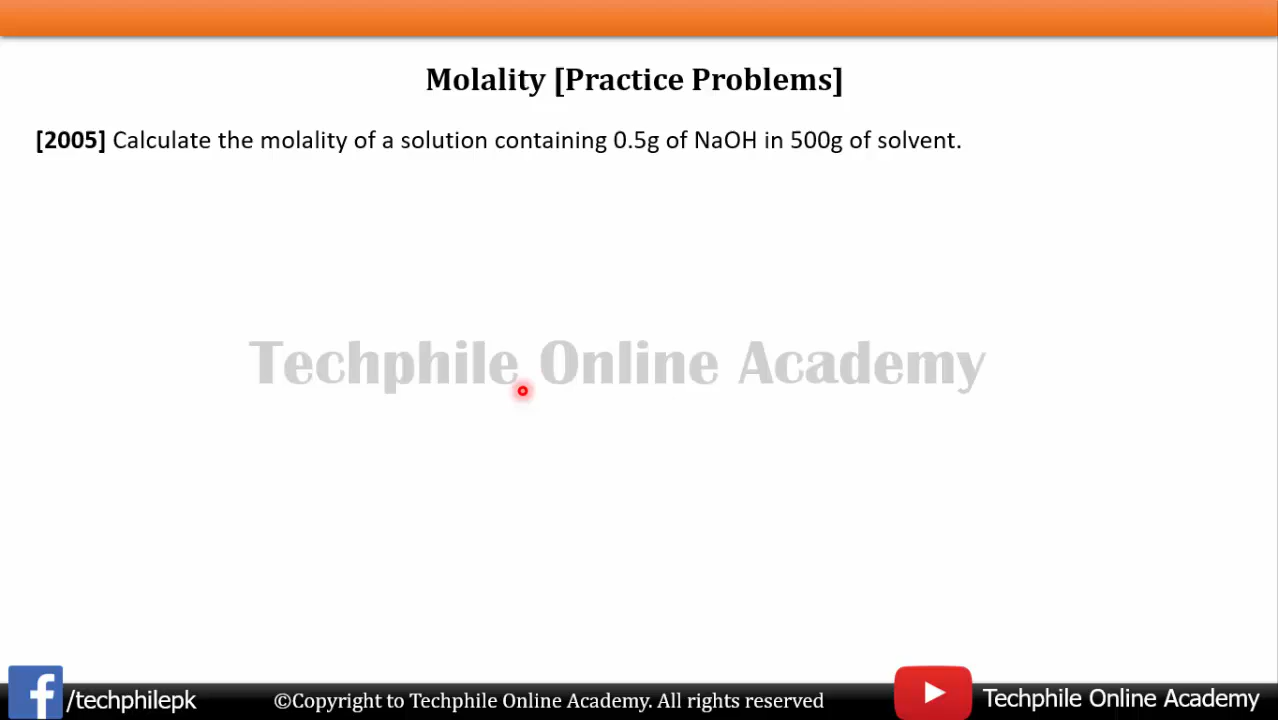 Molality [Practice Problems]
[2005] Calculate the molality of a solution containing 0.5g of NaOH in 500g of solvent.
Techphile Online Academy
/techphilepk
©Copyright to Techphile Online Academy. All rights reserved
Techphile Online Academy